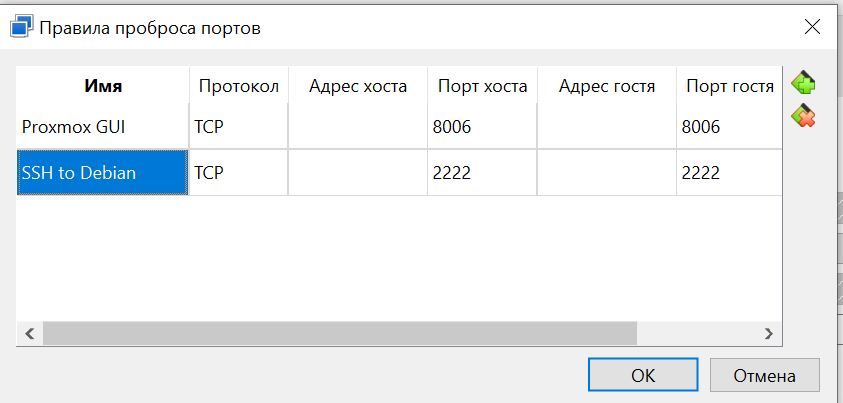 Правила проброса портов
Имя Протокол Адрес хоста Порт хоста Адрес гостя Порт гостя
Proxmox GUI TCP 8006 8006
SSH to Debian TCP 2222 2222
OK Отмена